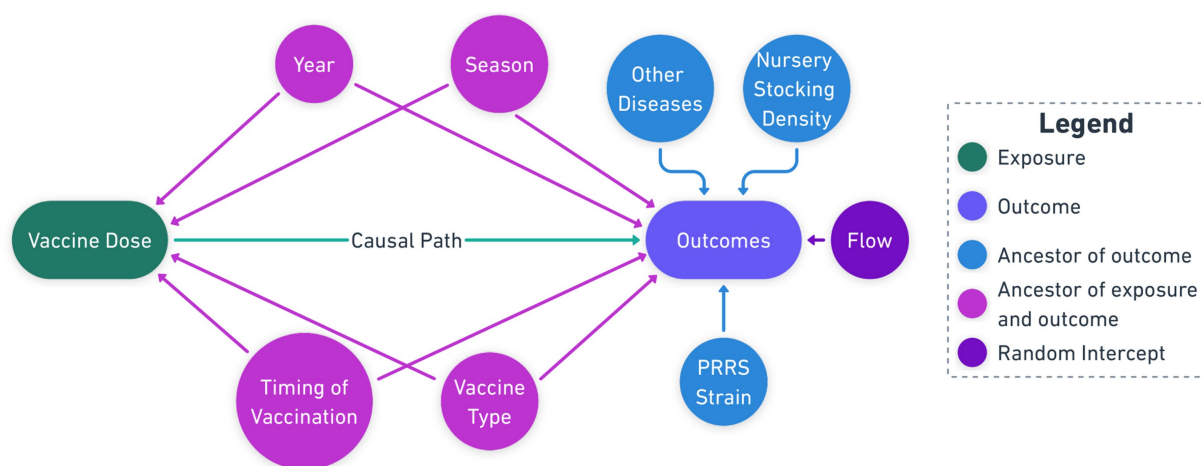 Year
Season
Other
Diseases
Nursery
Stocking
Density
Vaccine Dose
Causal Path
Outcomes
Flow
Timing of
Vaccination
Vaccine
Type
PRRS
Strain
Legend
Exposure
Outcome
Ancestor of outcome
Ancestor of exposure
and outcome
Random Intercept